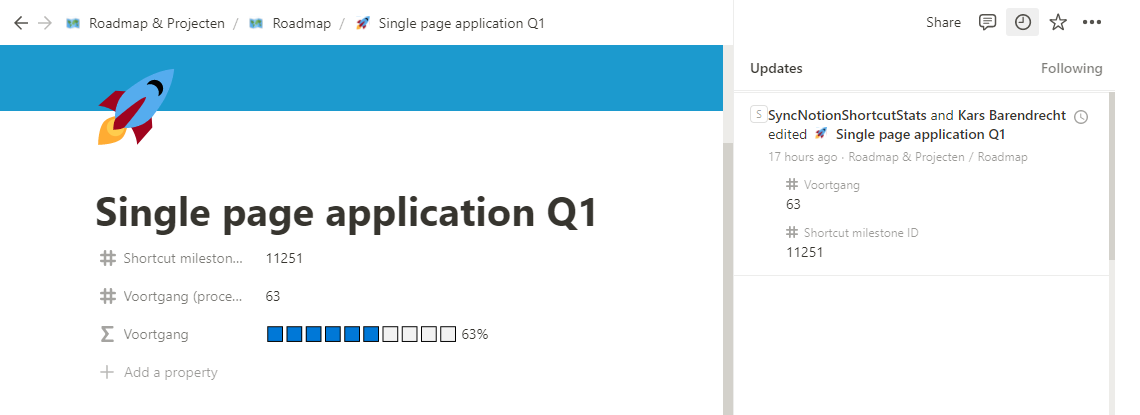 Roadmap & Projecten / Roadmap / Single page application Q1
Share
Updates
Following
S
SyncNotionShortcutStats and Kars Barendrecht
edited Single page application Q1
17 hours ago · Roadmap & Projecten / Roadmap
# Voortgang
63
# Shortcut milestone ID
11251
Single page application Q1
# Shortcut mileston... 11251
# Voortgang (proce... 63
Σ Voortgang 63%
+ Add a property